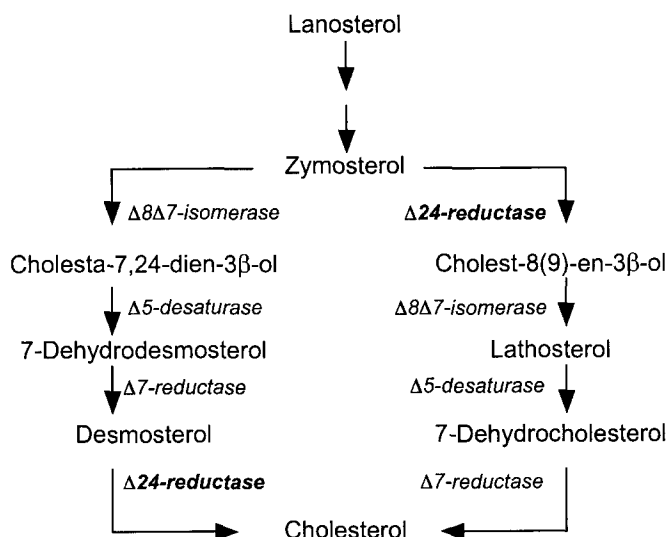 Lanosterol
Zymosterol
Δ8Δ7-isomerase
Δ24-reductase
Cholesta-7,24-dien-3β-ol
Cholest-8(9)-en-3β-ol
Δ5-desaturase
Δ8Δ7-isomerase
7-Dehydrodesmosterol
Lathosterol
Δ7-reductase
Δ5-desaturase
Desmosterol
7-Dehydrocholesterol
Δ24-reductase
Δ7-reductase
Cholesterol